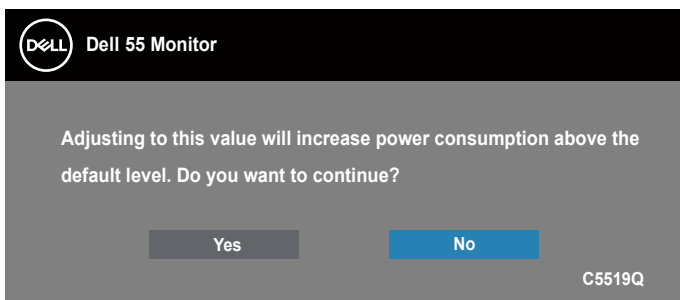 DELL Dell 55 Monitor
Adjusting to this value will increase power consumption above the
default level. Do you want to continue?
Yes No
C5519Q